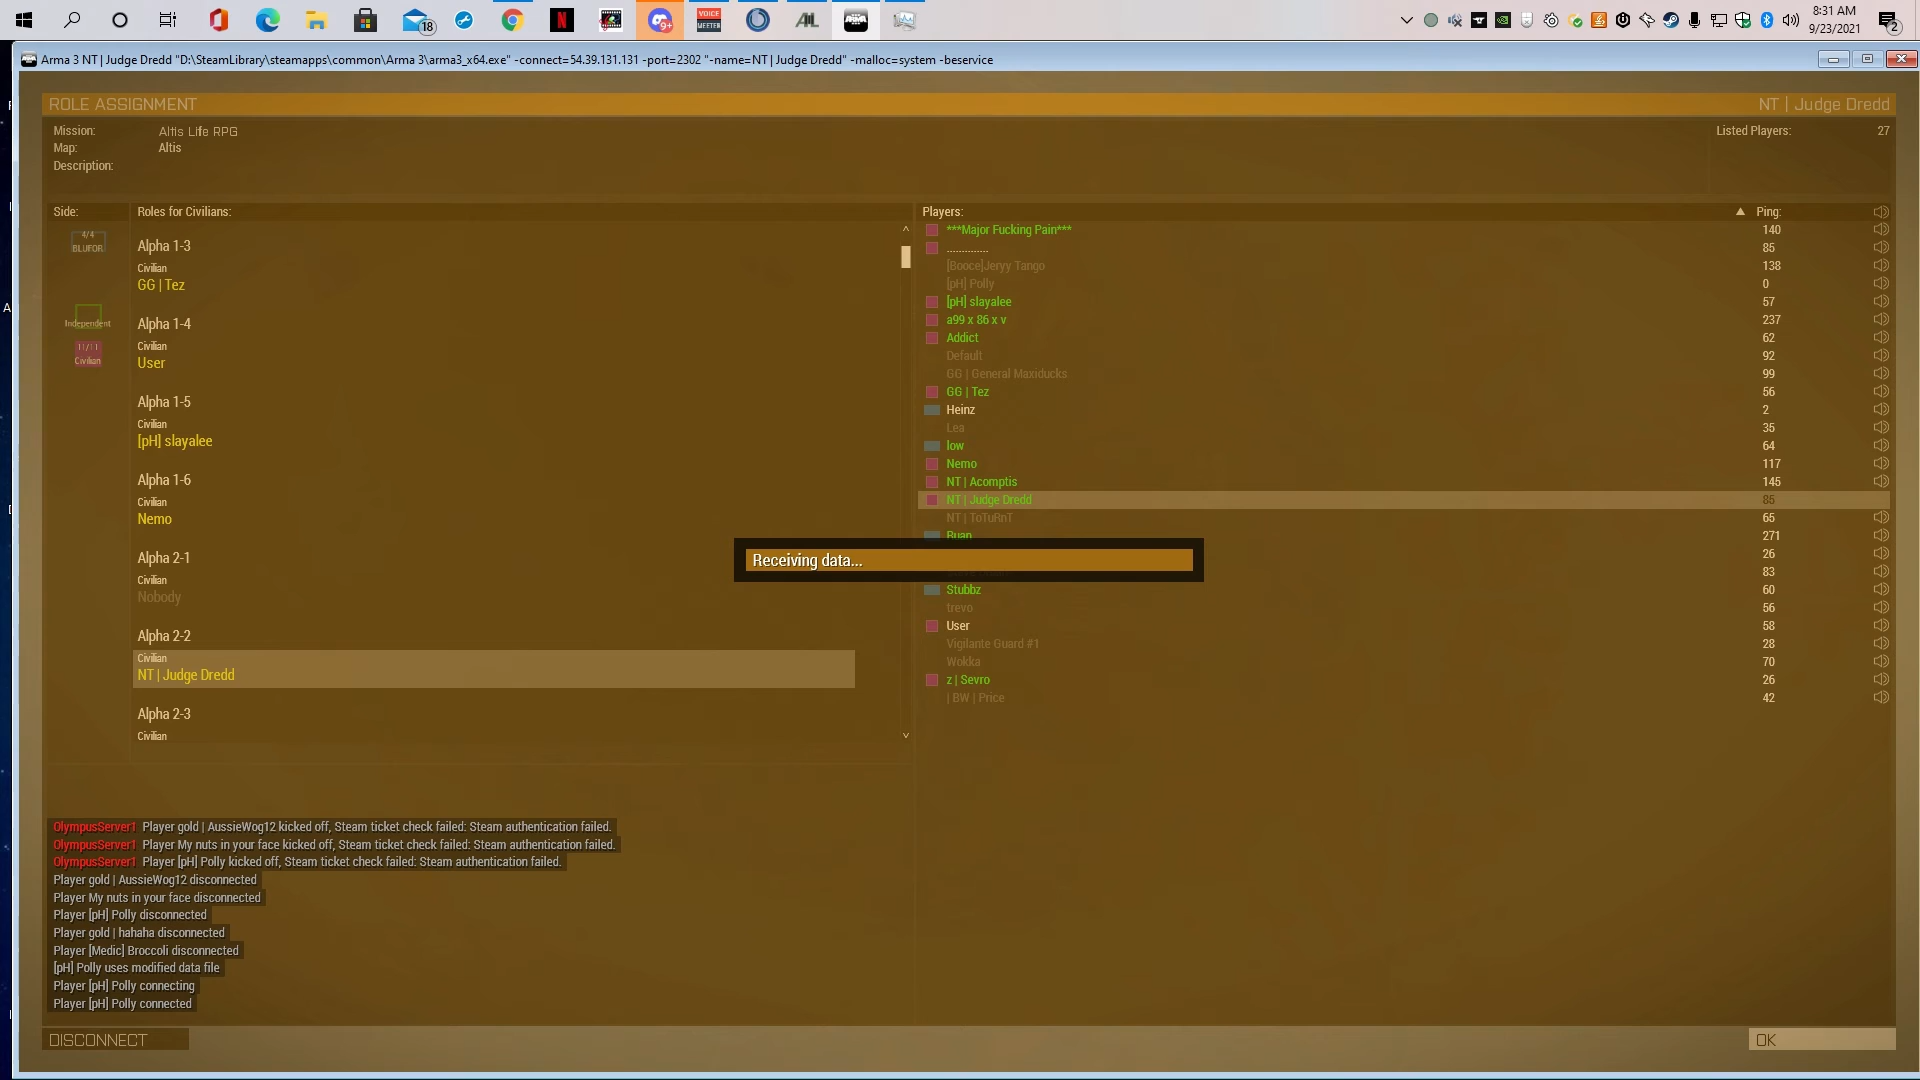 18
9+
VOICE
MEETER
8:31 AM
9/23/2021
2
Arma 3 NT | Judge Dredd "D:\SteamLibrary\steamapps\common\Arma 3\arma3_x64.exe" -connect=54.39.131.131 -port=2302 "-name=NT | Judge Dredd" -malloc=system -beservice
ROLE ASSIGNMENT
NT | Judge Dredd
Mission: Altis Life RPG
Listed Players: 27
Map: Altis
Description:
Side:
4/4
BLUFOR
Independent
11/11
Civilian
Roles for Civilians:
Alpha 1-3
Civilian
GG | Tez
Alpha 1-4
Civilian
User
Alpha 1-5
Civilian
[pH] slayalee
Alpha 1-6
Civilian
Nemo
Alpha 2-1
Civilian
Nobody
Alpha 2-2
Civilian
NT | Judge Dredd
Alpha 2-3
Civilian
Players: Ping:
***Major Fucking Pain*** 140
............. 85
[Booce]Jeryy Tango 138
[pH] Polly 0
[pH] slayalee 57
a99 x 86 x v 237
Addict 62
Default 92
GG | General Maxiducks 99
GG | Tez 56
Heinz 2
Lea 35
low 64
Nemo 117
NT | Acomptis 145
NT | Judge Dredd 85
NT | ToTuRnT 65
Ruan 271
26
83
Stubbz 60
trevo 56
User 58
Vigilante Guard #1 28
Wokka 70
z | Sevro 26
| BW | Price 42
Receiving data...
OlympusServer1 Player gold | AussieWog12 kicked off, Steam ticket check failed: Steam authentication failed.
OlympusServer1 Player My nuts in your face kicked off, Steam ticket check failed: Steam authentication failed.
OlympusServer1 Player [pH] Polly kicked off, Steam ticket check failed: Steam authentication failed.
Player gold | AussieWog12 disconnected
Player My nuts in your face disconnected
Player [pH] Polly disconnected
Player gold | hahaha disconnected
Player [Medic] Broccoli disconnected
[pH] Polly uses modified data file
Player [pH] Polly connecting
Player [pH] Polly connected
DISCONNECT
OK